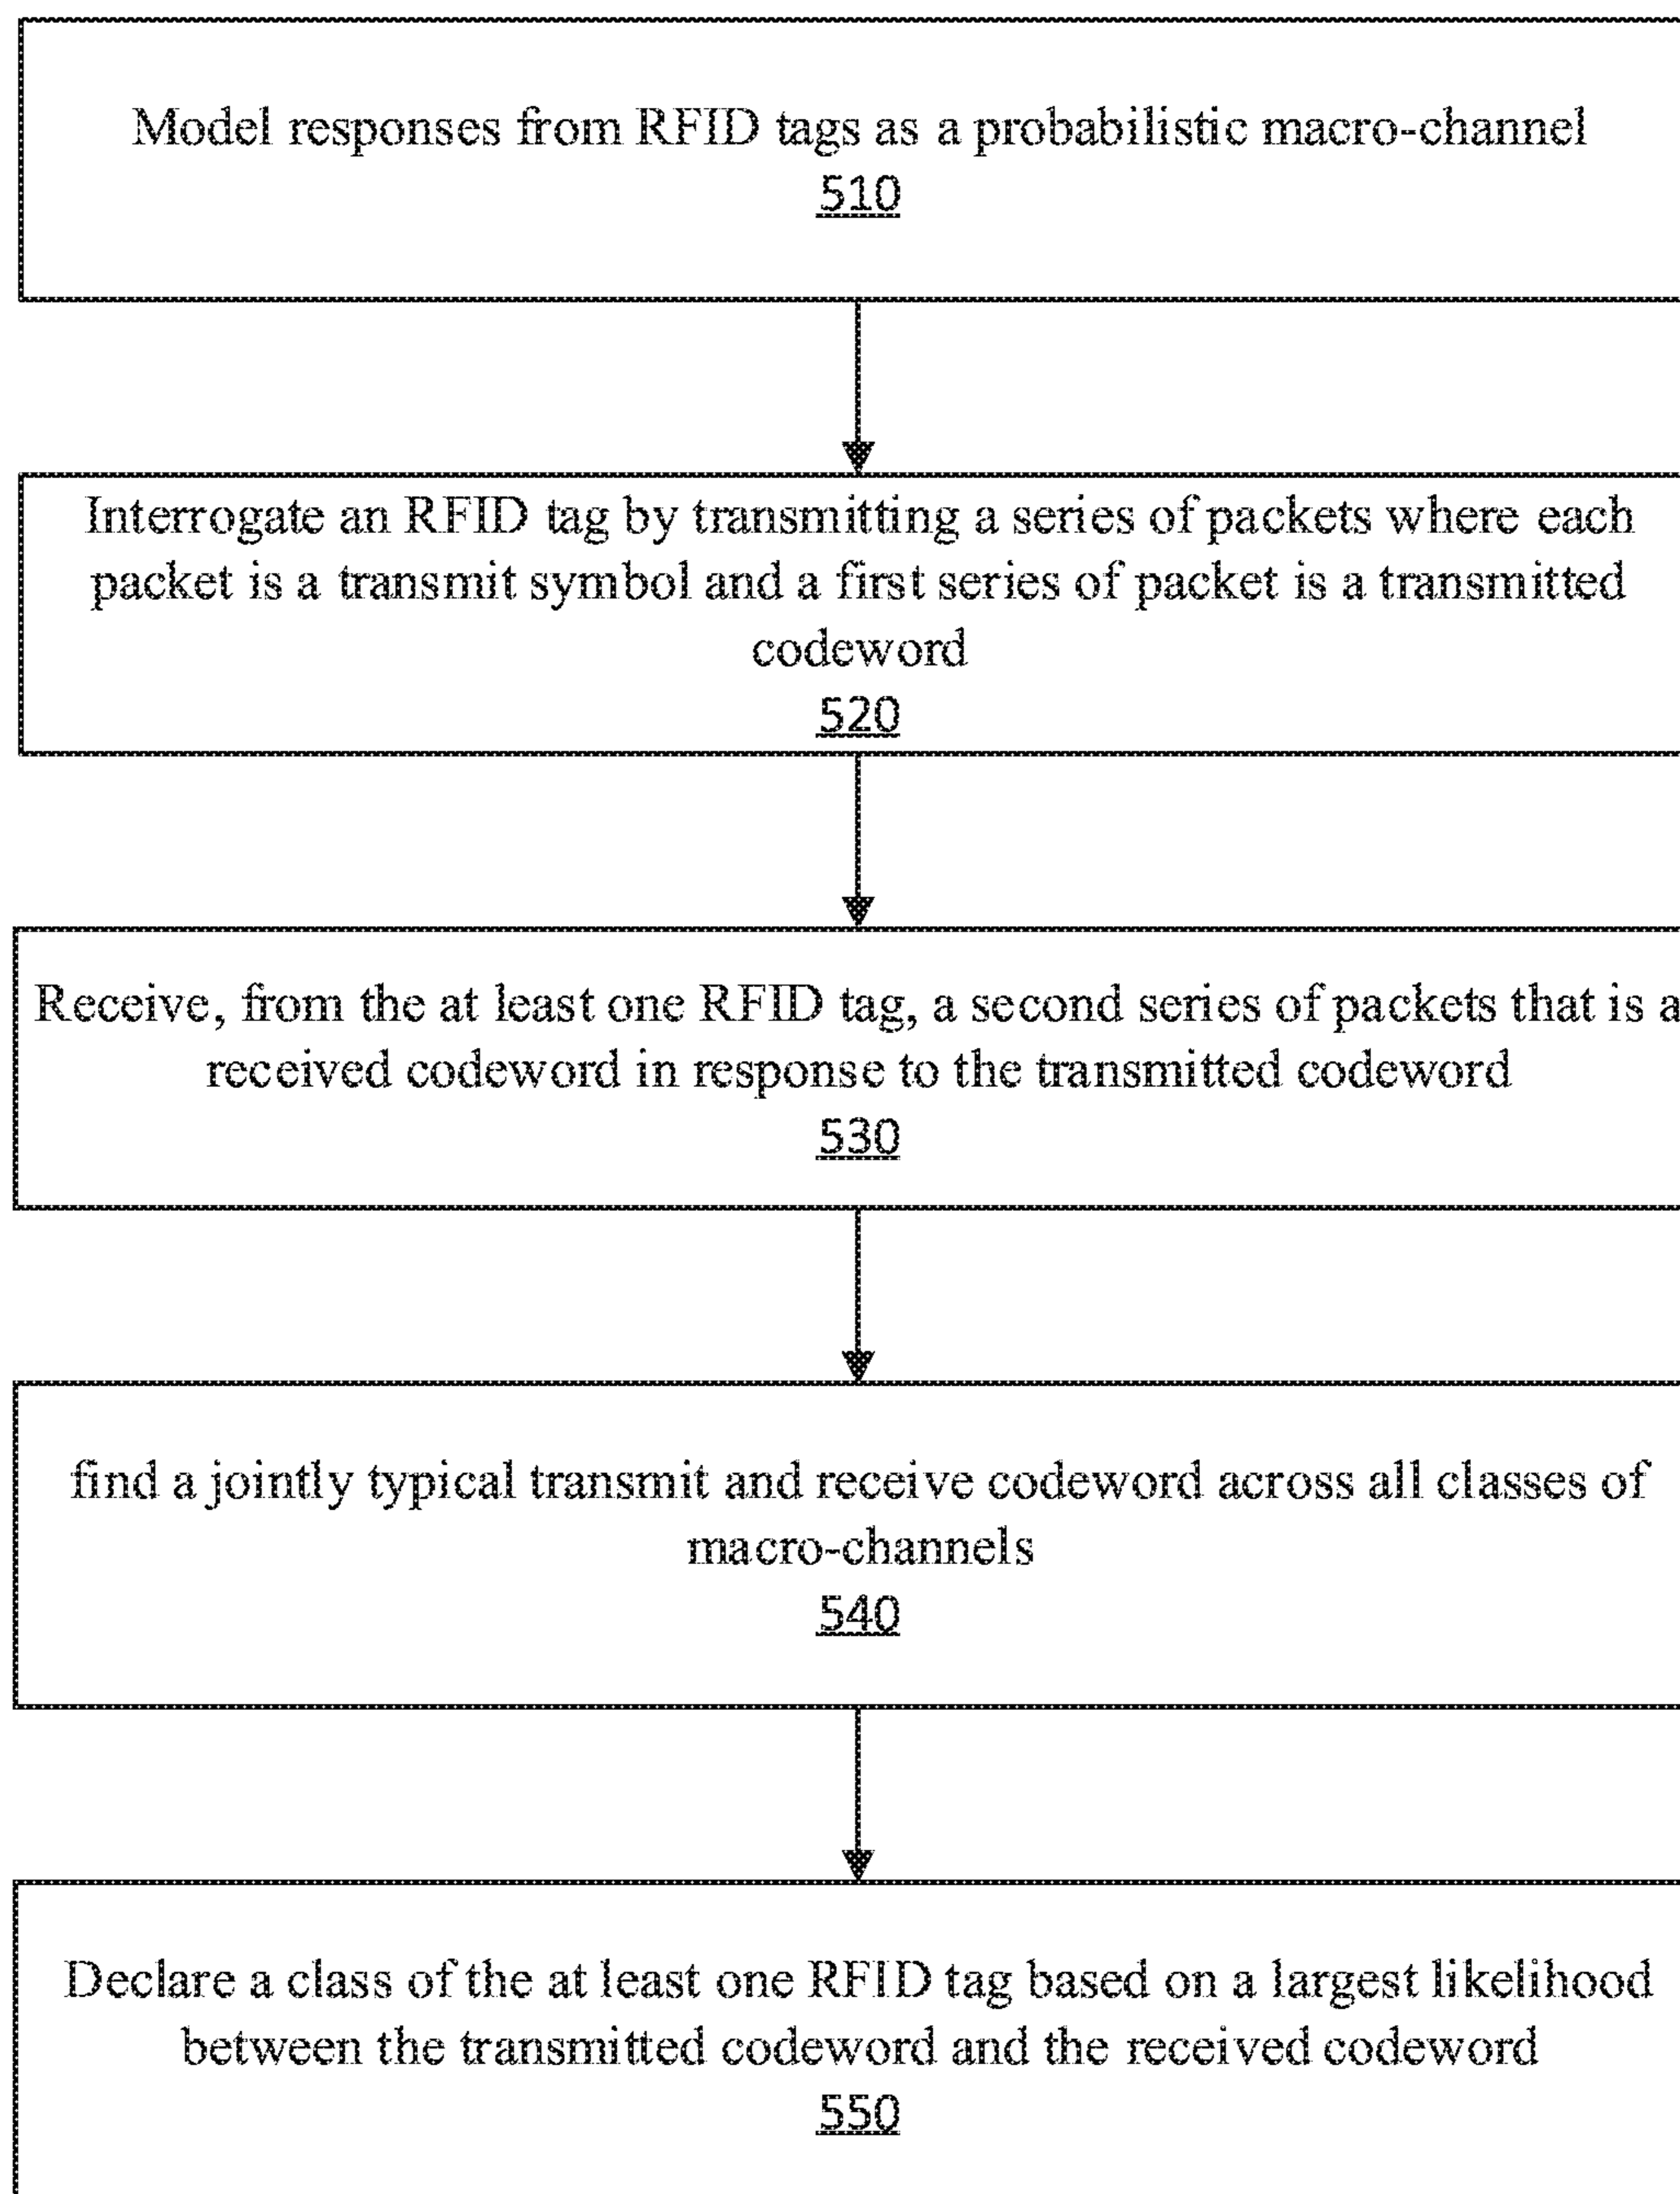 Model responses from RFID tags as a probabilistic macro-channel
510
Interrogate an RFID tag by transmitting a series of packets where each
packet is a transmit symbol and a first series of packet is a transmitted
codeword
520
Receive, from the at least one RFID tag, a second series of packets that is a
received codeword in response to the transmitted codeword
530
find a jointly typical transmit and receive codeword across all classes of
macro-channels
540
Declare a class of the at least one RFID tag based on a largest likelihood
between the transmitted codeword and the received codeword
550